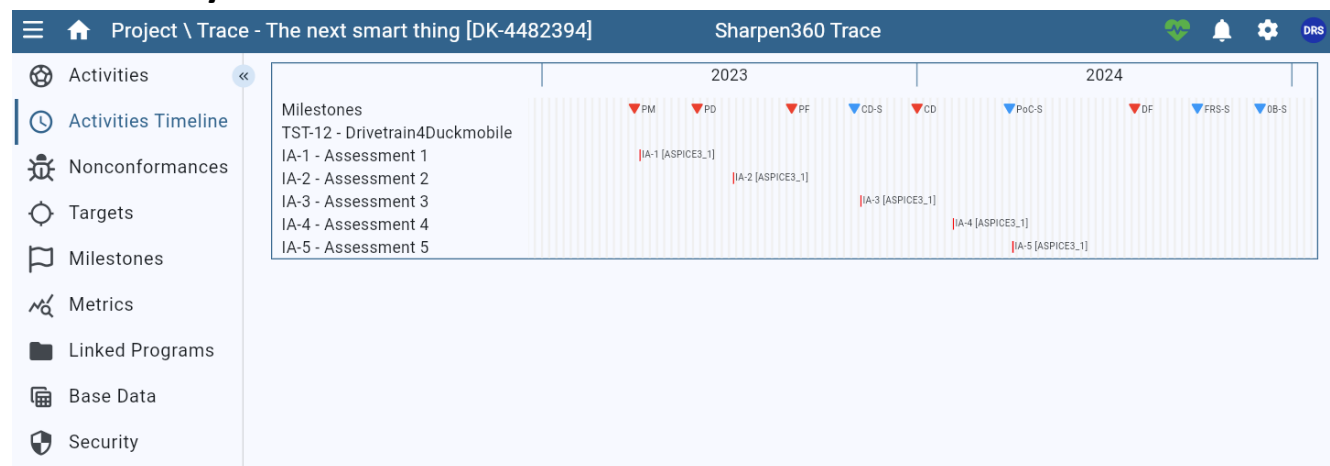 Project \ Trace - The next smart thing [DK-4482394]
Sharpen360 Trace
DRS
Activities
«
Activities Timeline
Nonconformances
Targets
Milestones
Metrics
Linked Programs
Base Data
Security
2023 2024
Milestones PM PD PF CD-S CD PoC-S DF FRS-S 0B-S
TST-12 - Drivetrain4Duckmobile
IA-1 - Assessment 1 IA-1 [ASPICE3_1]
IA-2 - Assessment 2 IA-2 [ASPICE3_1]
IA-3 - Assessment 3 IA-3 [ASPICE3_1]
IA-4 - Assessment 4 IA-4 [ASPICE3_1]
IA-5 - Assessment 5 IA-5 [ASPICE3_1]